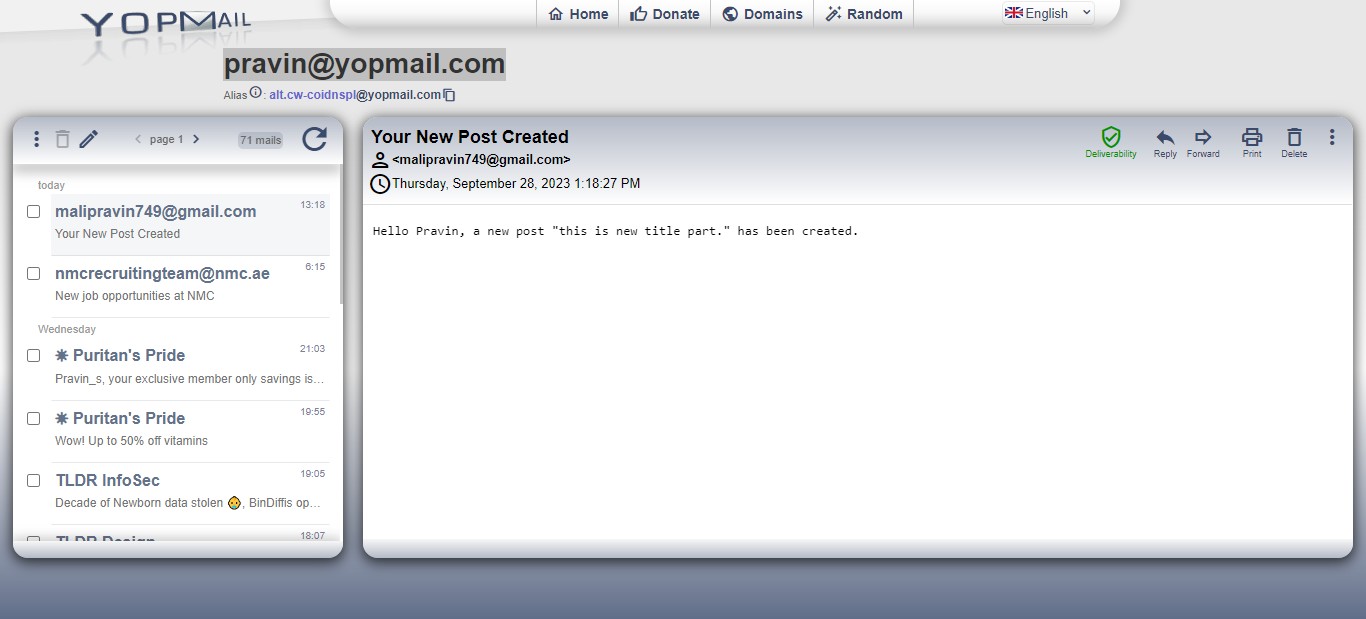 YOPMAIL
Home
Donate
Domains
Random
English
pravin@yopmail.com
Alias : alt.cw-coidnspl@yopmail.com
page 1
71 mails
today
malipravin749@gmail.com 13:18
Your New Post Created
nmcrecruitingteam@nmc.ae 6:15
New job opportunities at NMC
Wednesday
Puritan's Pride 21:03
Pravin_s, your exclusive member only savings is…
Puritan's Pride 19:55
Wow! Up to 50% off vitamins
TLDR InfoSec 19:05
Decade of Newborn data stolen 👶, BinDiffis op…
TLDR Design 18:07
Your New Post Created
<malipravin749@gmail.com>
Thursday, September 28, 2023 1:18:27 PM
Deliverability
Reply
Forward
Print
Delete
Hello Pravin, a new post "this is new title part." has been created.